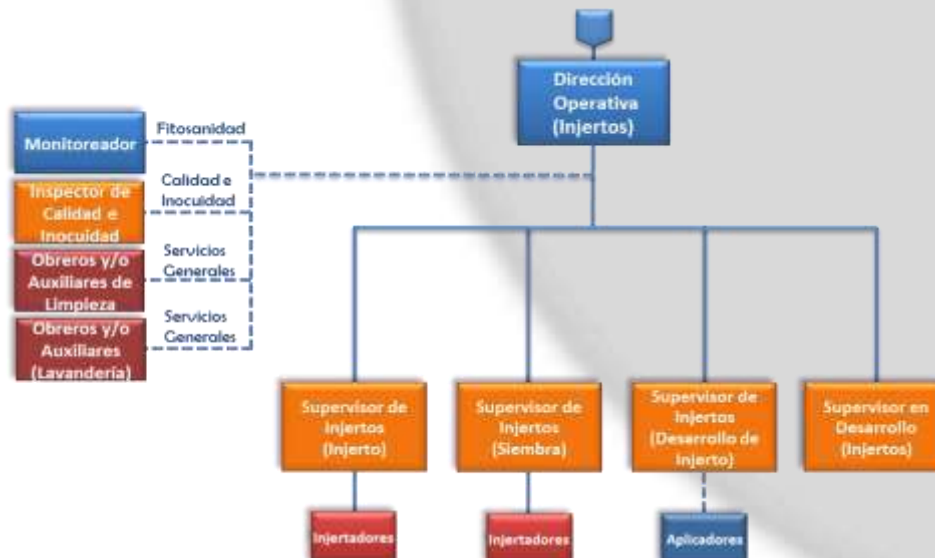 Dirección
Operativa
(Injertos)
Monitoreador
Fitosanidad
Inspector de
Calidad e
Inocuidad
Calidad e
Inocuidad
Obreros y/o
Auxiliares de
Limpieza
Servicios
Generales
Obreros y/o
Auxiliares
(Lavandería)
Servicios
Generales
Supervisor de
Injertos
(Injerto)
Supervisor de
Injertos
(Siembra)
Supervisor de
Injertos
(Desarrollo de
Injerto)
Supervisor en
Desarrollo
(Injertos)
Injertadores
Injertadores
Aplicadores